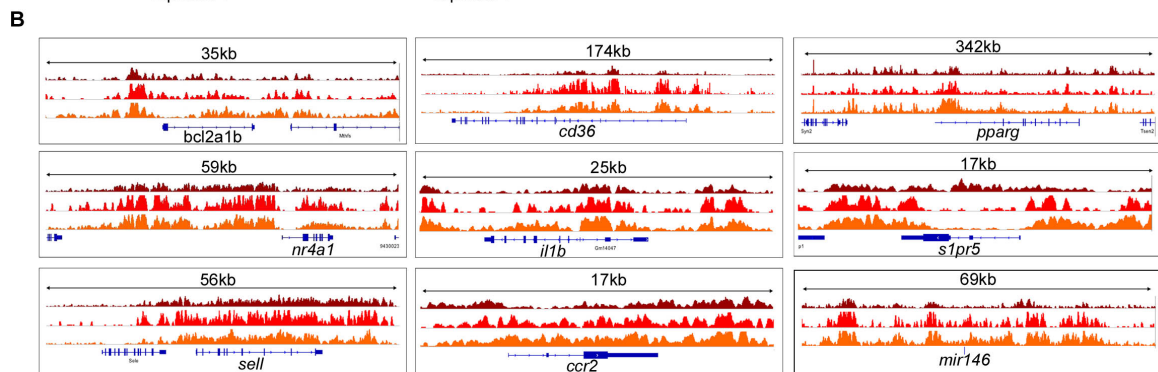 B
35kb
bcl2a1b
Mthfs
174kb
cd36
342kb
Syn2
pparg
Tsen2
59kb
nr4a1
9430023
25kb
il1b
Gm14047
17kb
p1
s1pr5
56kb
Sele
sell
17kb
ccr2
69kb
mir146